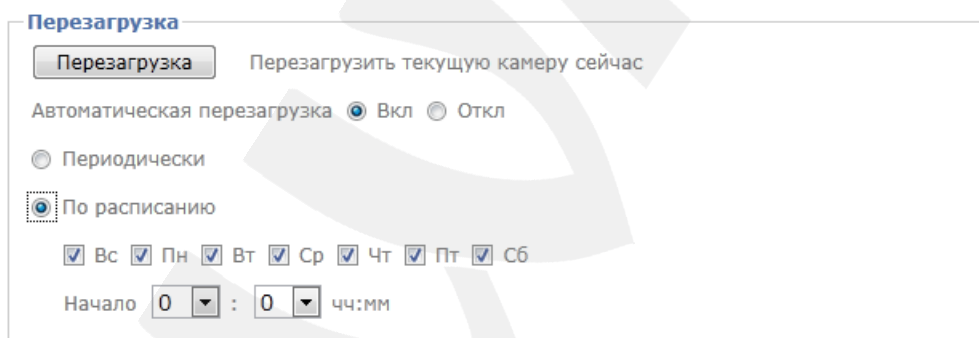 Перезагрузка
Перезагрузка Перезагрузить текущую камеру сейчас
Автоматическая перезагрузка Вкл Откл
Периодически
По расписанию
Вс Пн Вт Ср Чт Пт Сб
Начало 0 : 0 чч:мм